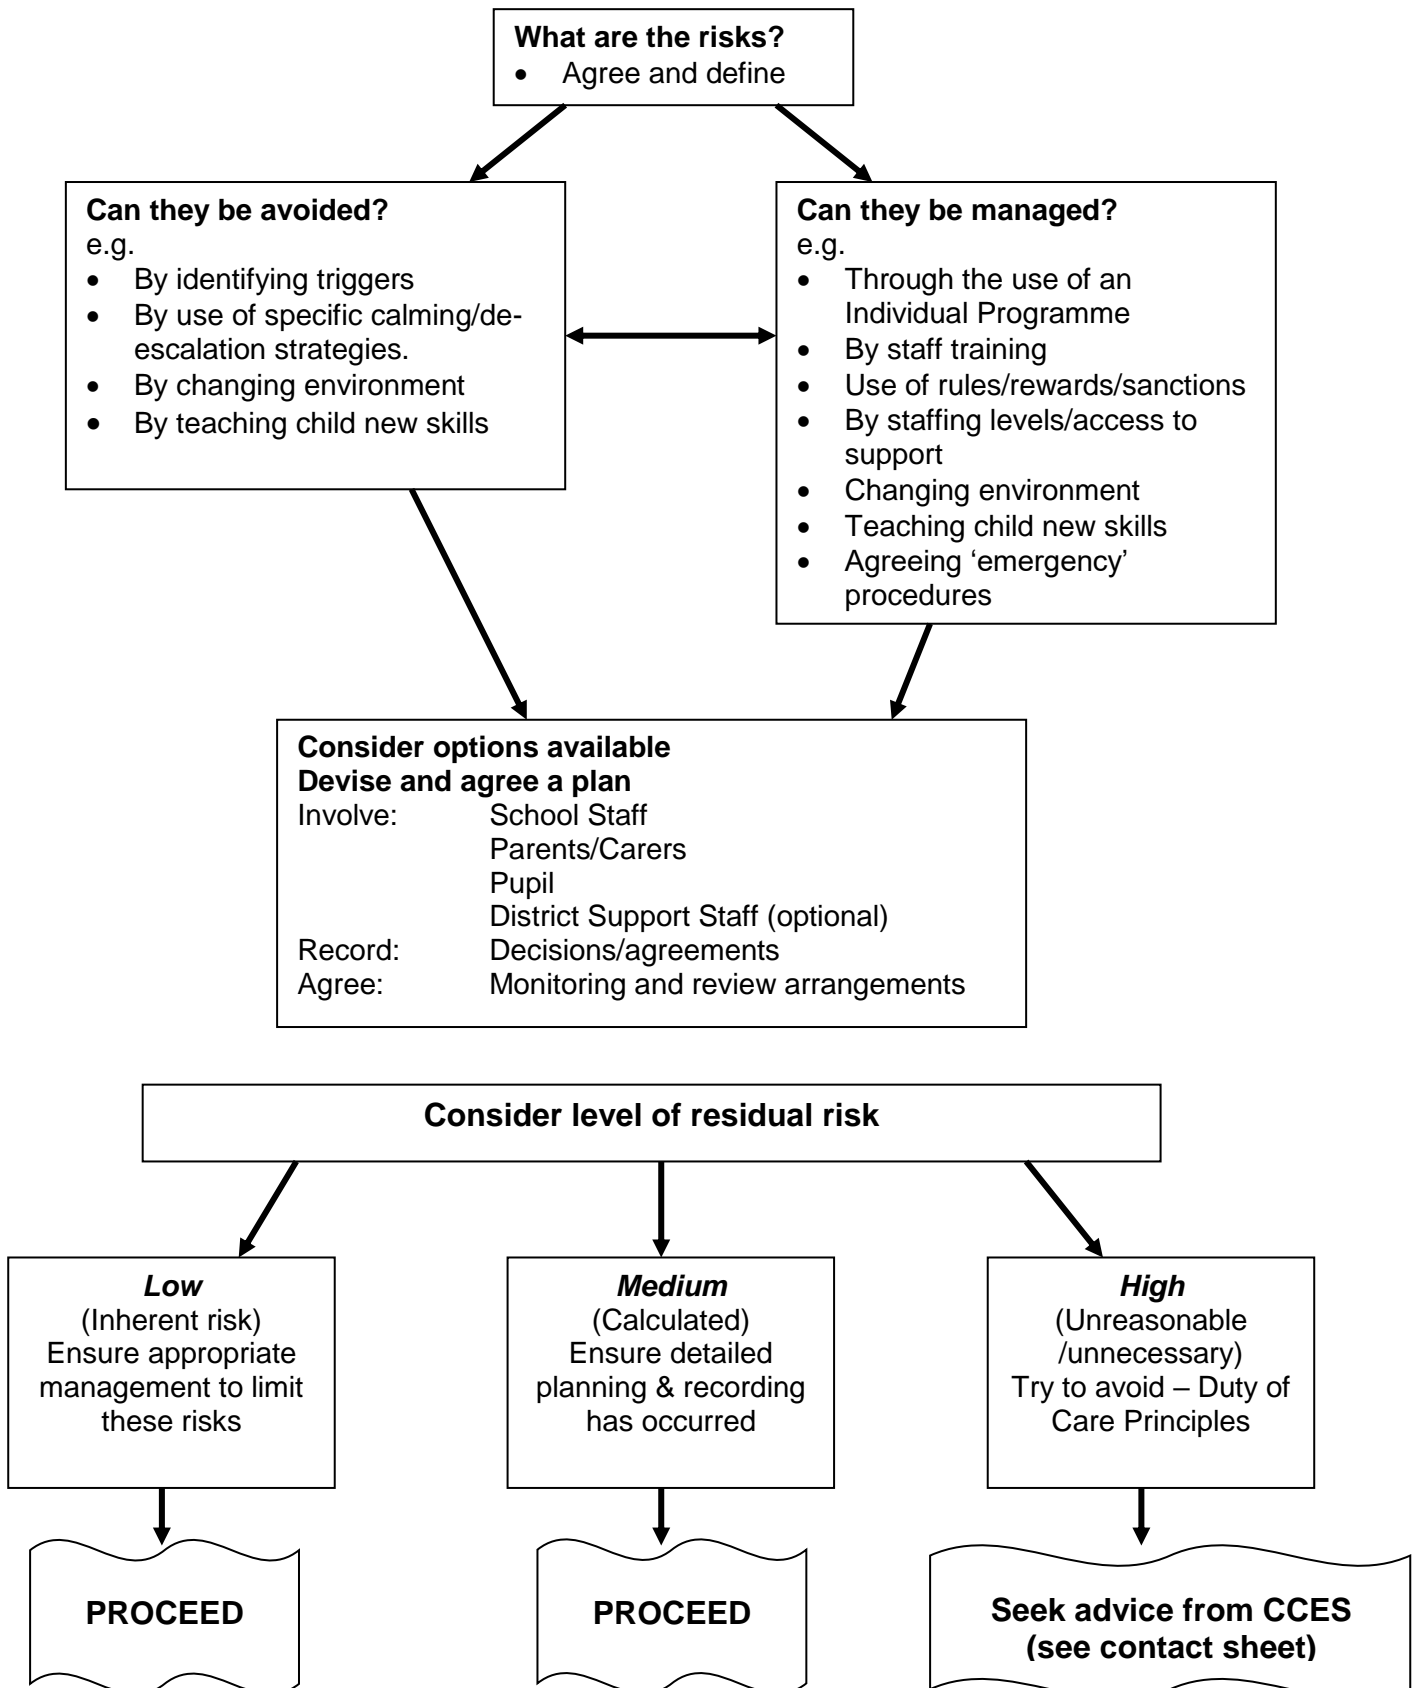 What are the risks?
• Agree and define
Can they be avoided?
e.g.
• By identifying triggers
• By use of specific calming/de-
escalation strategies.
• By changing environment
• By teaching child new skills
Can they be managed?
e.g.
• Through the use of an
Individual Programme
• By staff training
• Use of rules/rewards/sanctions
• By staffing levels/access to
support
• Changing environment
• Teaching child new skills
• Agreeing ‘emergency’
procedures
Consider options available
Devise and agree a plan
Involve: School Staff
Parents/Carers
Pupil
District Support Staff (optional)
Record: Decisions/agreements
Agree: Monitoring and review arrangements
Consider level of residual risk
Low
(Inherent risk)
Ensure appropriate
management to limit
these risks
Medium
(Calculated)
Ensure detailed
planning & recording
has occurred
High
(Unreasonable
/unnecessary)
Try to avoid – Duty of
Care Principles
PROCEED
PROCEED
Seek advice from CCES
(see contact sheet)